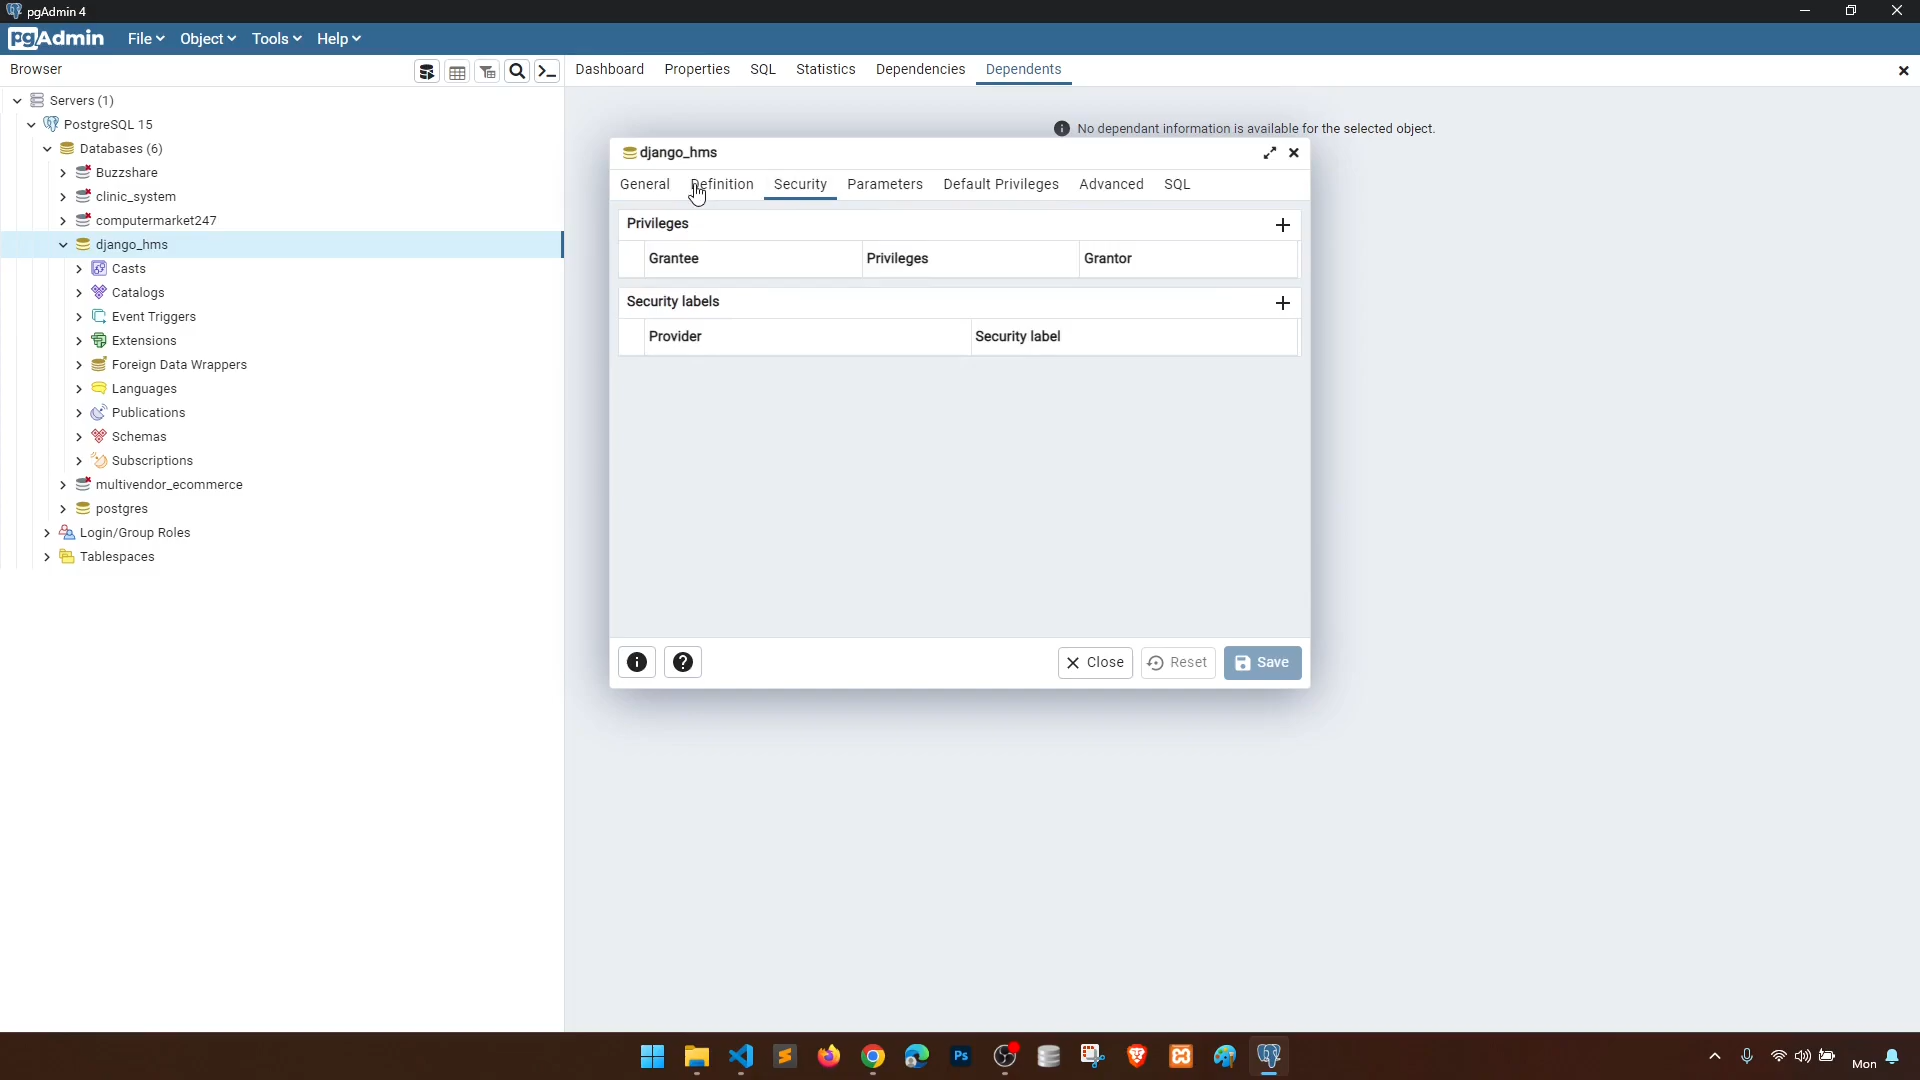 pgAdmin 4
pgAdmin File Object Tools Help
Browser
Dashboard Properties SQL Statistics Dependencies Dependents
Servers (1)
PostgreSQL 15
Databases (6)
Buzzshare
clinic_system
computermarket247
django_hms
Casts
Catalogs
Event Triggers
Extensions
Foreign Data Wrappers
Languages
Publications
Schemas
Subscriptions
multivendor_ecommerce
postgres
Login/Group Roles
Tablespaces
No dependant information is available for the selected object.
django_hms
General Definition Security Parameters Default Privileges Advanced SQL
Privileges
Grantee Privileges Grantor
Security labels
Provider Security label
Close Reset Save
Ps
Mon